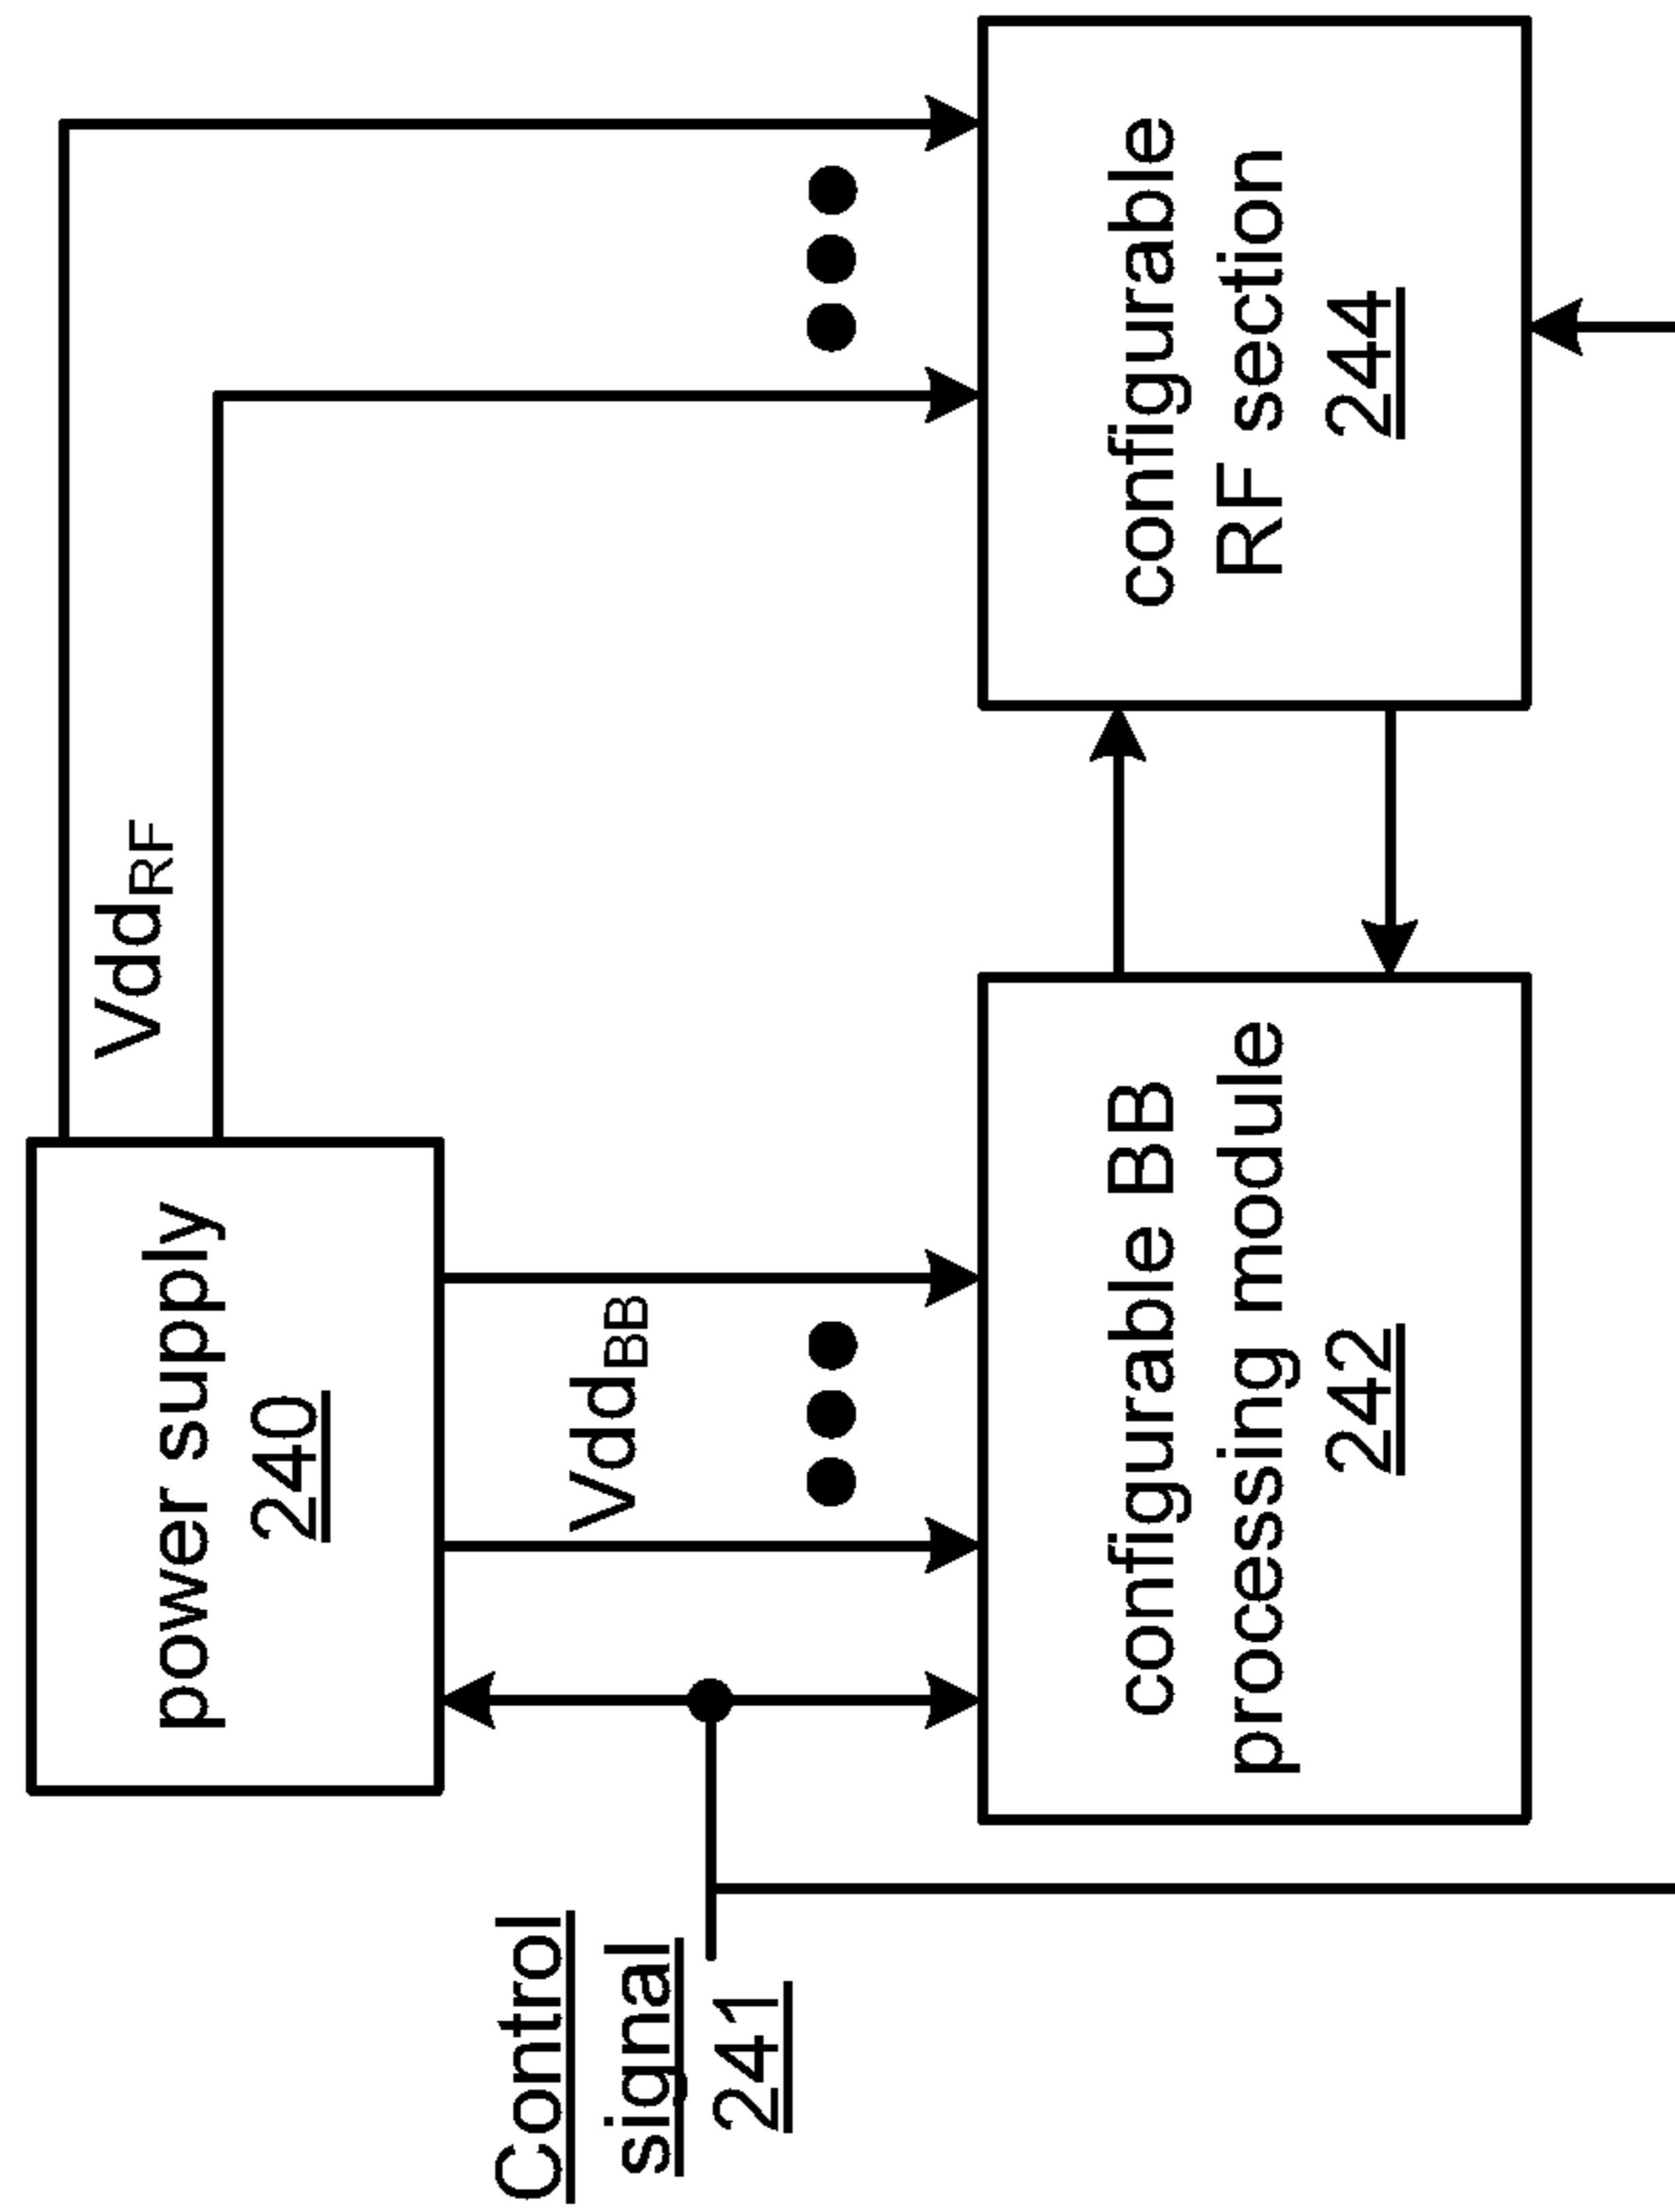 power supply
240
Vdd_RF
Control
signal
241
Vdd_BB
configurable BB
processing module
242
configurable
RF section
244